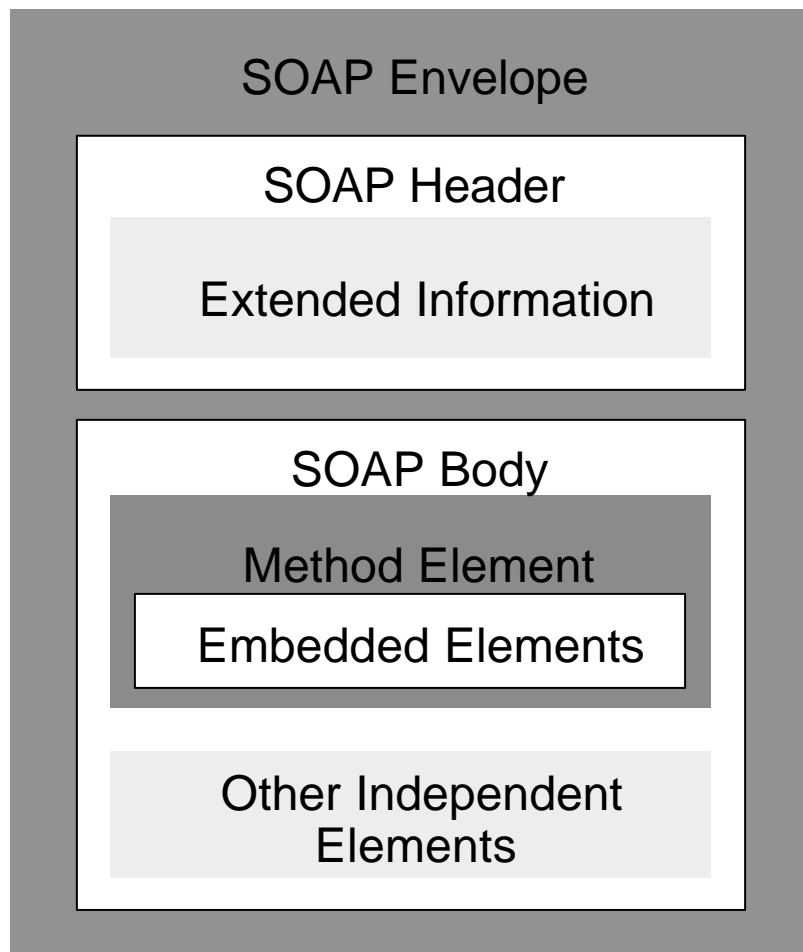 SOAP Envelope
SOAP Header
Extended Information
SOAP Body
Method Element
Embedded Elements
Other Independent
Elements